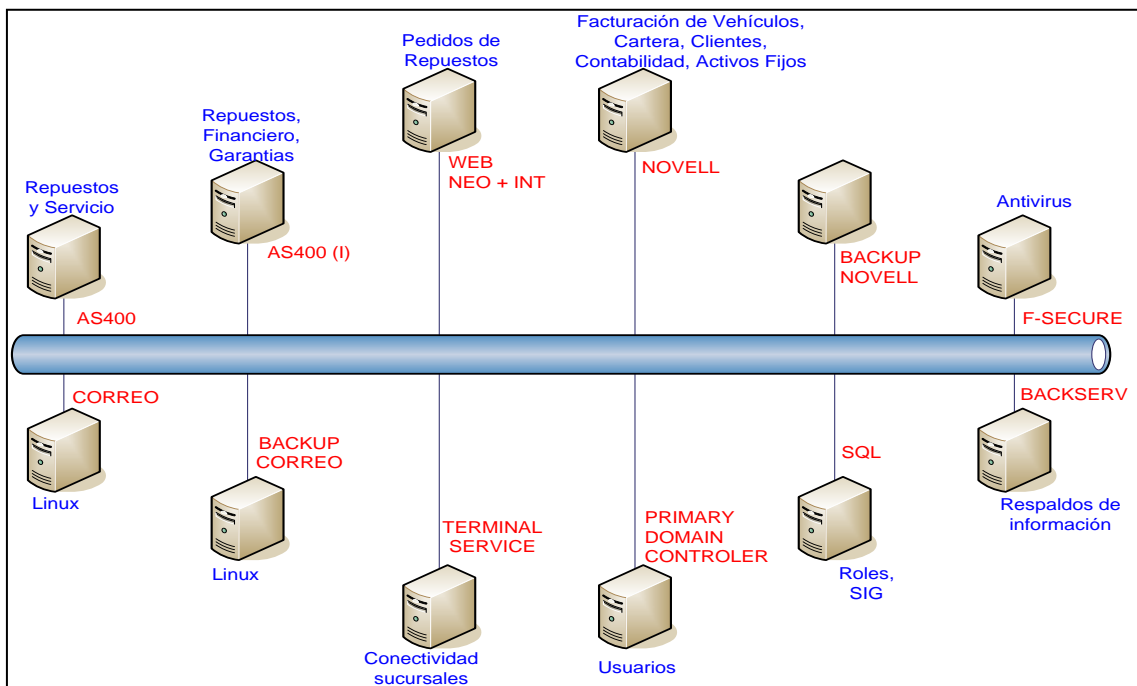 Facturación de Vehículos,
Cartera, Clientes,
Contabilidad, Activos Fijos
Pedidos de
Repuestos
Repuestos,
Financiero,
Garantias
Repuestos
y Servicio
WEB
NEO + INT
NOVELL
Antivirus
AS400 (I)
BACKUP
NOVELL
AS400
F-SECURE
CORREO
BACKSERV
BACKUP
CORREO
SQL
Linux
Respaldos de
información
TERMINAL
SERVICE
PRIMARY
DOMAIN
CONTROLER
Linux
Roles,
SIG
Conectividad
sucursales
Usuarios